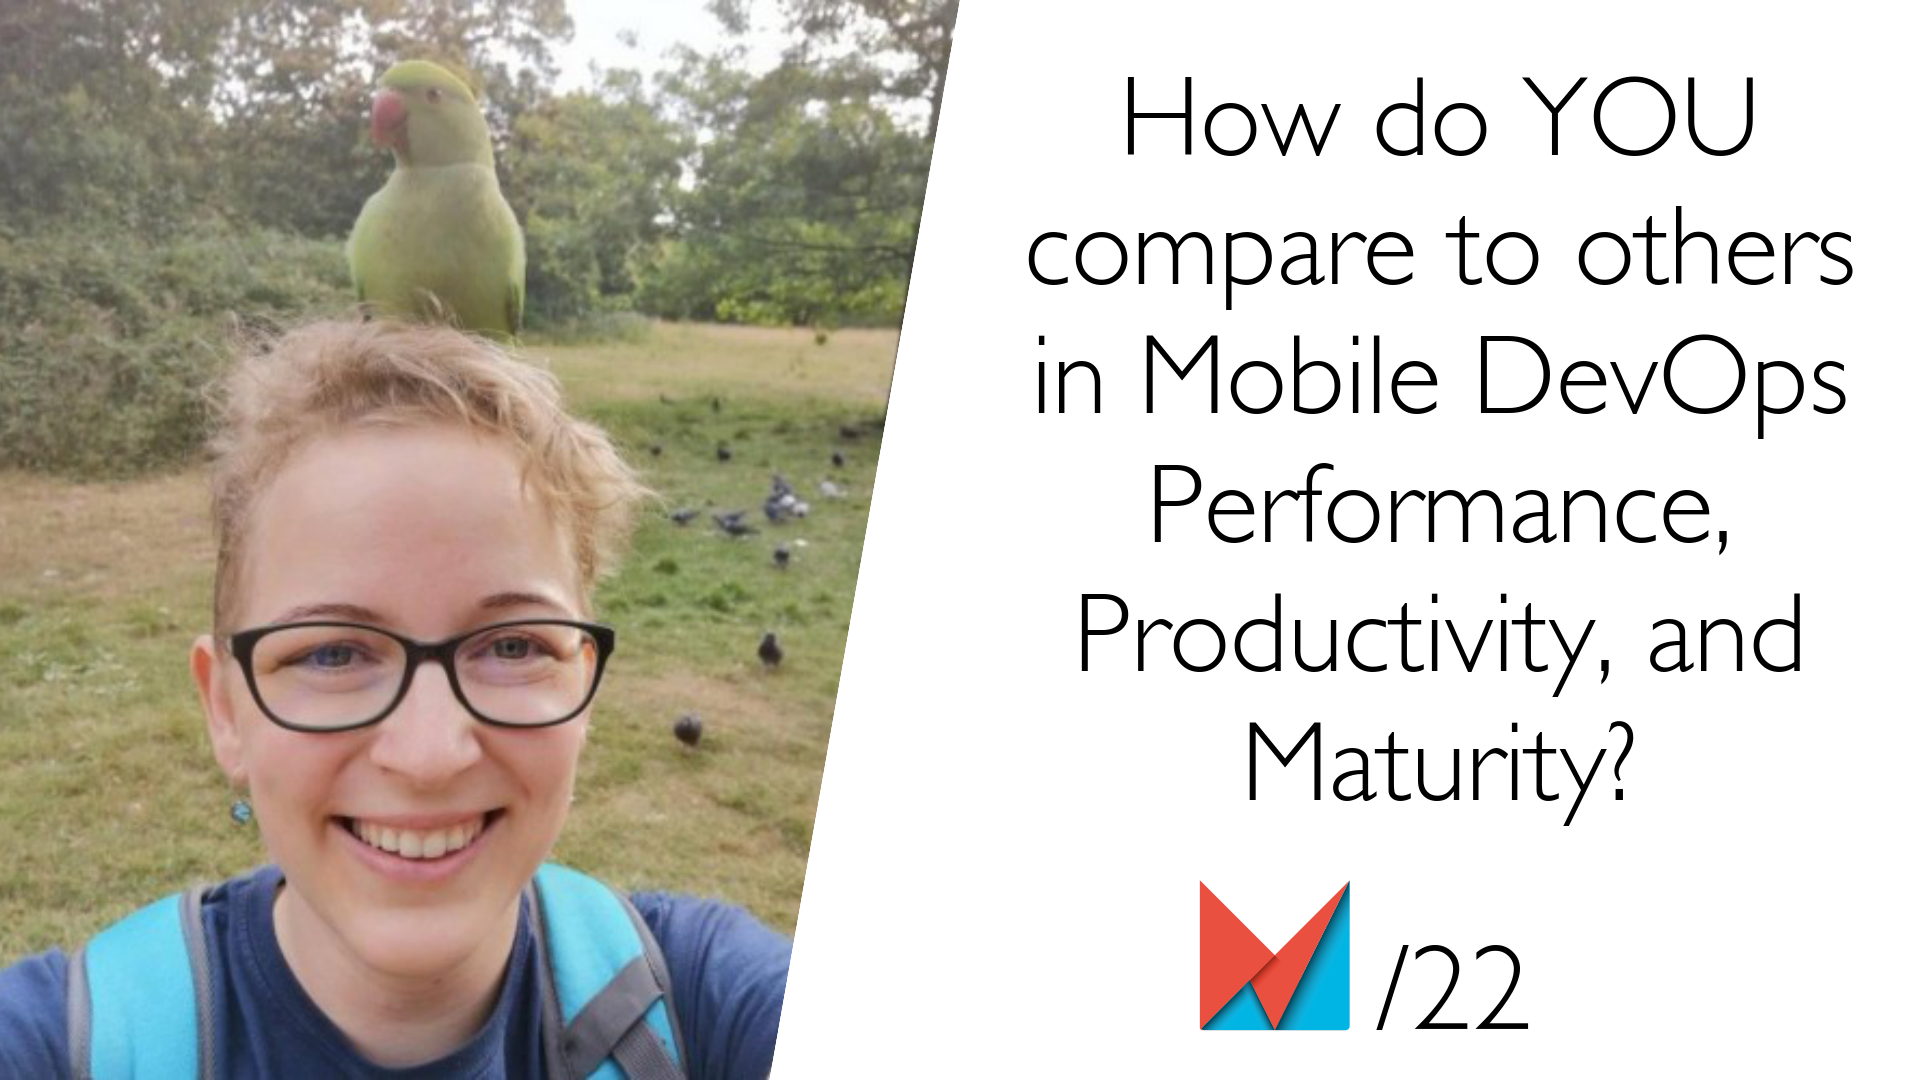 How do YOU
compare to others
in Mobile DevOps
Performance,
Productivity, and
Maturity?
/22